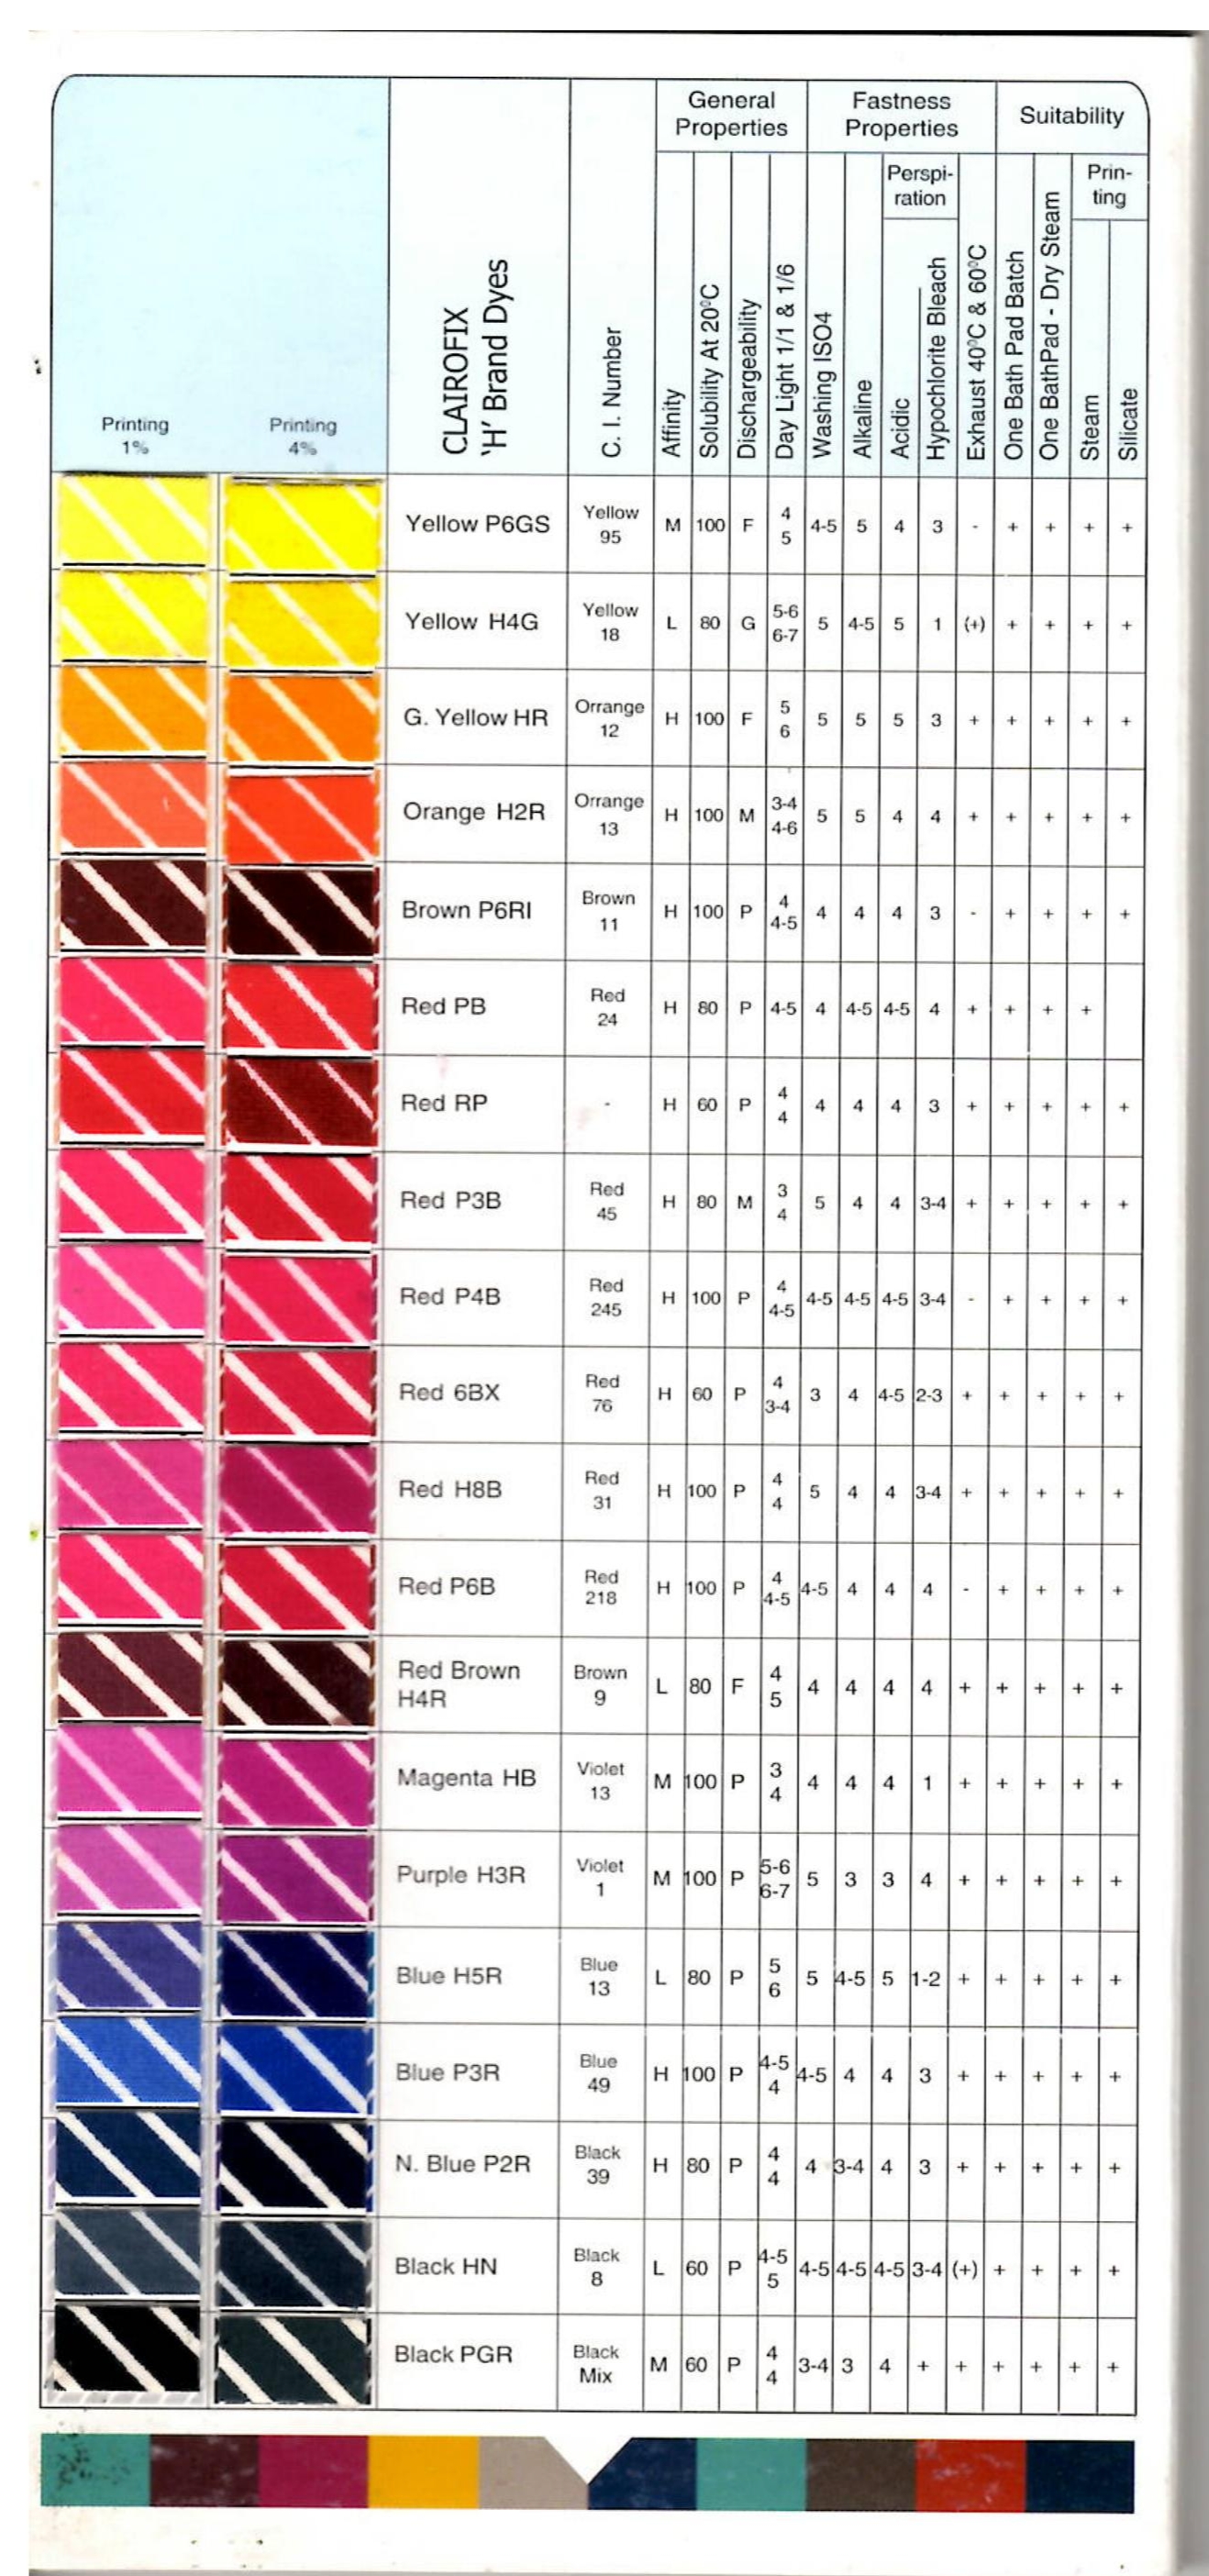 General Properties
Fastness Properties
Suitability
Perspi-
ration
Prin-
ting
Printing 1%
Printing 4%
CLAIROFIX
'H' Brand Dyes
C. I. Number
Affinity
Solubility At 20°C
Dischargeability
Day Light 1/1 & 1/6
Washing ISO4
Alkaline
Acidic
Hypochlorite Bleach
Exhaust 40°C & 60°C
One Bath Pad Batch
One BathPad - Dry Steam
Steam
Silicate
Yellow P6GS Yellow 95 M 100 F 4 5 4-5 5 4 3 - + + + +
Yellow H4G Yellow 18 L 80 G 5-6 6-7 5 4-5 5 1 (+) + + + +
G. Yellow HR Orrange 12 H 100 F 5 6 5 5 5 3 + + + + +
Orange H2R Orrange 13 H 100 M 3-4 4-6 5 5 4 4 + + + + +
Brown P6RI Brown 11 H 100 P 4 4-5 4 4 4 3 - + + + +
Red PB Red 24 H 80 P 4-5 4 4-5 4-5 4 + + + +
Red RP - H 60 P 4 4 4 4 4 3 + + + + +
Red P3B Red 45 H 80 M 3 4 5 4 4 3-4 + + + + +
Red P4B Red 245 H 100 P 4 4-5 4-5 4-5 4-5 3-4 - + + + +
Red 6BX Red 76 H 60 P 4 3-4 3 4 4-5 2-3 + + + + +
Red H8B Red 31 H 100 P 4 4 5 4 4 3-4 + + + + +
Red P6B Red 218 H 100 P 4 4-5 4-5 4 4 4 - + + + +
Red Brown H4R Brown 9 L 80 F 4 5 4 4 4 4 + + + + +
Magenta HB Violet 13 M 100 P 3 4 4 4 4 1 + + + + +
Purple H3R Violet 1 M 100 P 5-6 6-7 5 3 3 4 + + + + +
Blue H5R Blue 13 L 80 P 5 6 5 4-5 5 1-2 + + + + +
Blue P3R Blue 49 H 100 P 4-5 4 4-5 4 4 3 + + + + +
N. Blue P2R Black 39 H 80 P 4 4 4 3-4 4 3 + + + + +
Black HN Black 8 L 60 P 4-5 5 4-5 4-5 4-5 3-4 (+) + + + +
Black PGR Black Mix M 60 P 4 4 3-4 3 4 + + + + + +